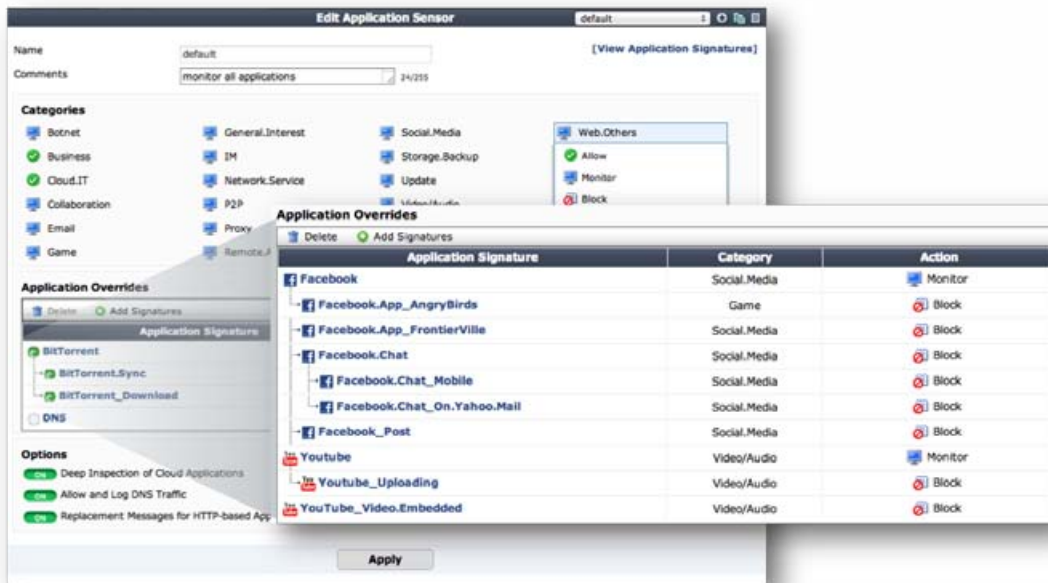 Edit Application Sensor
default
Name
default
[View Application Signatures]
Comments
monitor all applications
24/255
Categories
Botnet
General.Interest
Social.Media
Web.Others
Business
IM
Storage.Backup
Allow
Cloud.IT
Network.Service
Update
Monitor
Collaboration
P2P
Video/Audio
Block
Email
Proxy
Game
Remote.A
Application Overrides
Delete
Add Signatures
Application Signature
BitTorrent
BitTorrent.Sync
BitTorrent_Download
DNS
Options
ON Deep Inspection of Cloud Applications
ON Allow and Log DNS Traffic
ON Replacement Messages for HTTP-based App
Apply
Application Overrides
Delete
Add Signatures
Application Signature
Category
Action
Facebook
Social.Media
Monitor
Facebook.App_AngryBirds
Game
Block
Facebook.App_FrontierVille
Social.Media
Block
Facebook.Chat
Social.Media
Block
Facebook.Chat_Mobile
Social.Media
Block
Facebook.Chat_On.Yahoo.Mail
Social.Media
Block
Facebook_Post
Social.Media
Block
Youtube
Video/Audio
Monitor
Youtube_Uploading
Video/Audio
Block
YouTube_Video.Embedded
Video/Audio
Block